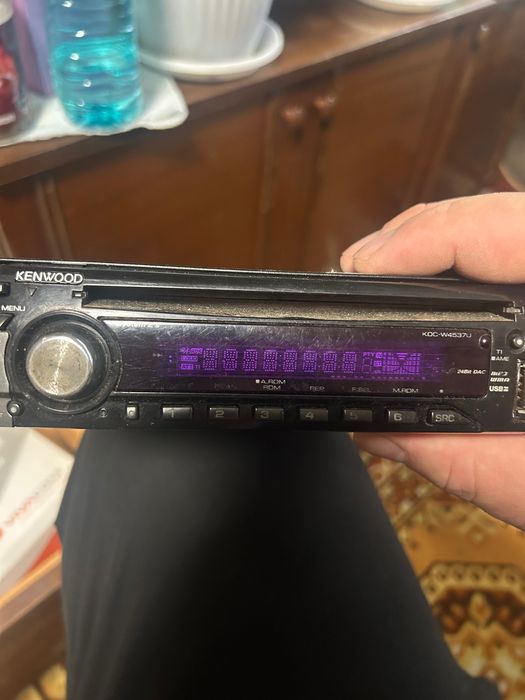 KENWOOD
MENU
KDC-W4537U
T1
AME
24Bit DAC
MP3
WMA
USB
A.RDM
RDM
REP
F.SEL
M.RDM
1 2 3 4 5 6 SRC